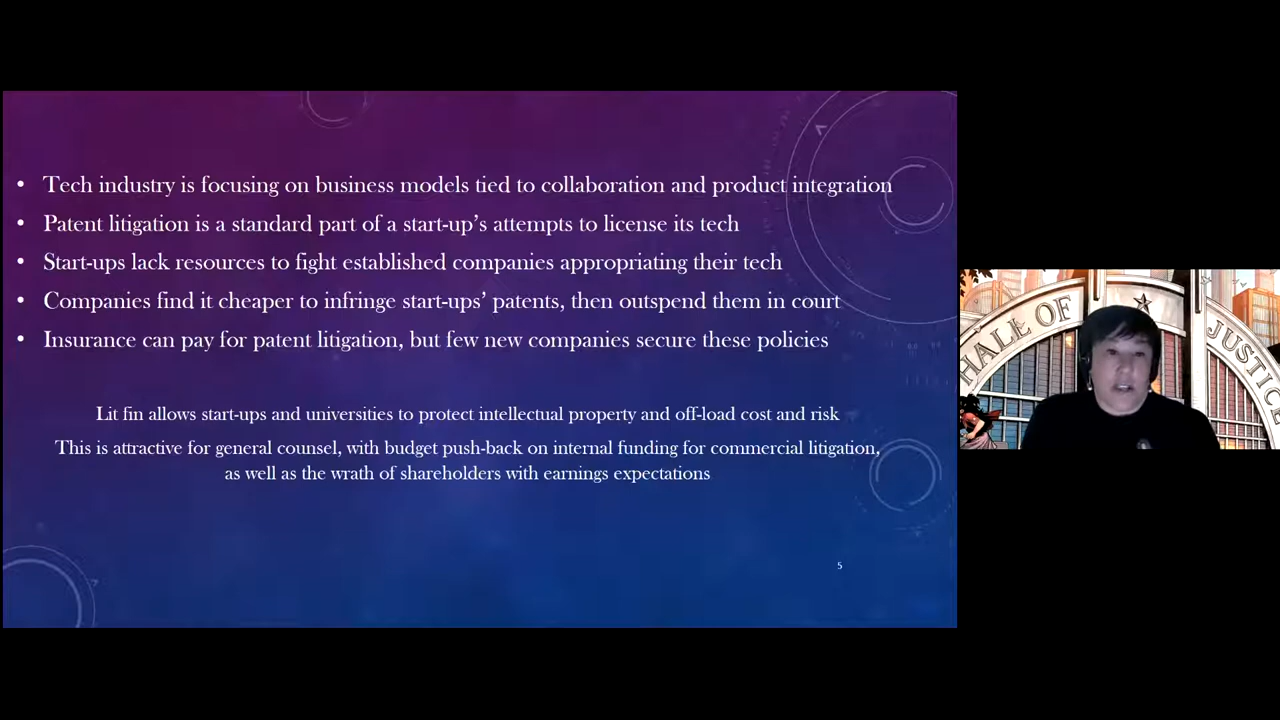 • Tech industry is focusing on business models tied to collaboration and product integration
• Patent litigation is a standard part of a start-up’s attempts to license its tech
• Start-ups lack resources to fight established companies appropriating their tech
• Companies find it cheaper to infringe start-ups’ patents, then outspend them in court
• Insurance can pay for patent litigation, but few new companies secure these policies
Lit fin allows start-ups and universities to protect intellectual property and off-load cost and risk
This is attractive for general counsel, with budget push-back on internal funding for commercial litigation,
as well as the wrath of shareholders with earnings expectations
5
HALL OF JUSTICE